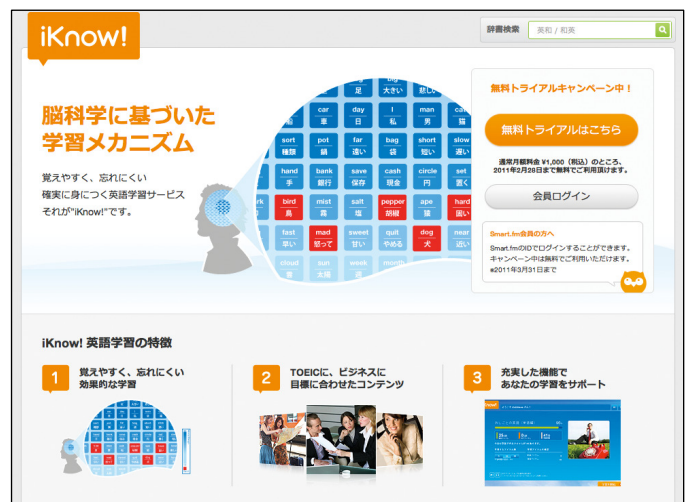 iKnow!
辞書検索 英和 / 和英
脳科学に基づいた
学習メカニズム
覚えやすく、忘れにくい
確実に身につく英語学習サービス
それが"iKnow!"です。
足 大きい
car day I man
車 日 私 男
sort pot far bag short slow
種類 鍋 遠い 袋 短い 遅い
hand bank save cash circle set
手 銀行 保存 現金 円 置く
bird mist salt pepper ape hard
鳥 霧 塩 胡椒 猿 固い
fast mad sweet quit dog near
早い 怒って 甘い やめる 犬 近い
cloud sun week month
無料トライアルキャンペーン中！
無料トライアルはこちら
通常月額料金 ¥1,000（税込）のところ、
2011年2月28日まで無料でご利用頂けます。
会員ログイン
Smart.fm会員の方へ
Smart.fmのIDでログインすることができます。
キャンペーン中は無料でご利用いただけます。
※2011年3月31日まで
iKnow! 英語学習の特徴
1 覚えやすく、忘れにくい
効果的な学習
2 TOEICに、ビジネスに
目標に合わせたコンテンツ
3 充実した機能で
あなたの学習をサポート